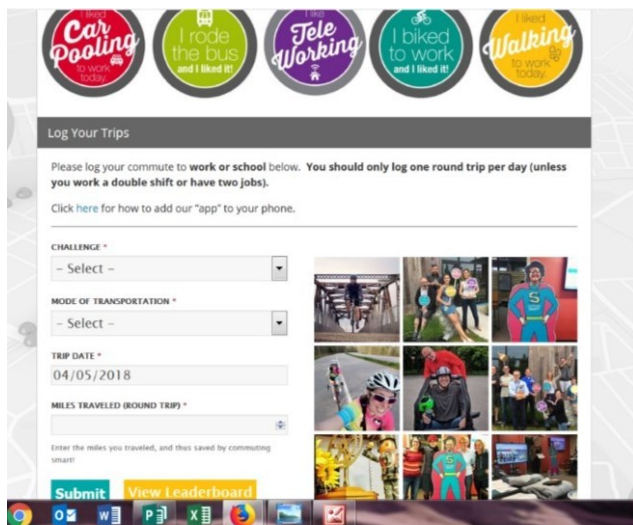 I liked
Car
Pooling
to work
today.
I rode
the bus
and I liked it!
I like
Tele
Working
I biked
to work
and I liked it!
I liked
Walking
to work
today.
Log Your Trips
Please log your commute to work or school below. You should only log one round trip per day (unless
you work a double shift or have two jobs).
Click here for how to add our "app" to your phone.
CHALLENGE *
– Select –
MODE OF TRANSPORTATION *
– Select –
TRIP DATE *
04/05/2018
MILES TRAVELED (ROUND TRIP) *
Enter the miles you traveled, and thus saved by commuting
smart!
Submit View Leaderboard